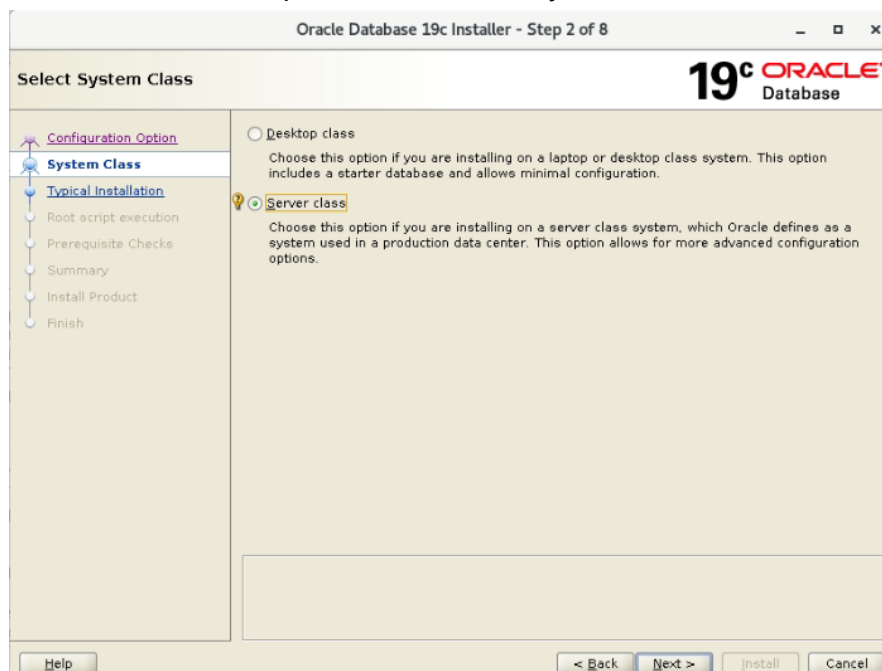 Oracle Database 19c Installer - Step 2 of 8
Select System Class
19c ORACLE
Database
Configuration Option
System Class
Typical Installation
Root script execution
Prerequisite Checks
Summary
Install Product
Finish
Desktop class
Choose this option if you are installing on a laptop or desktop class system. This option
includes a starter database and allows minimal configuration.
Server class
Choose this option if you are installing on a server class system, which Oracle defines as a
system used in a production data center. This option allows for more advanced configuration
options.
Help
< Back
Next >
Install
Cancel